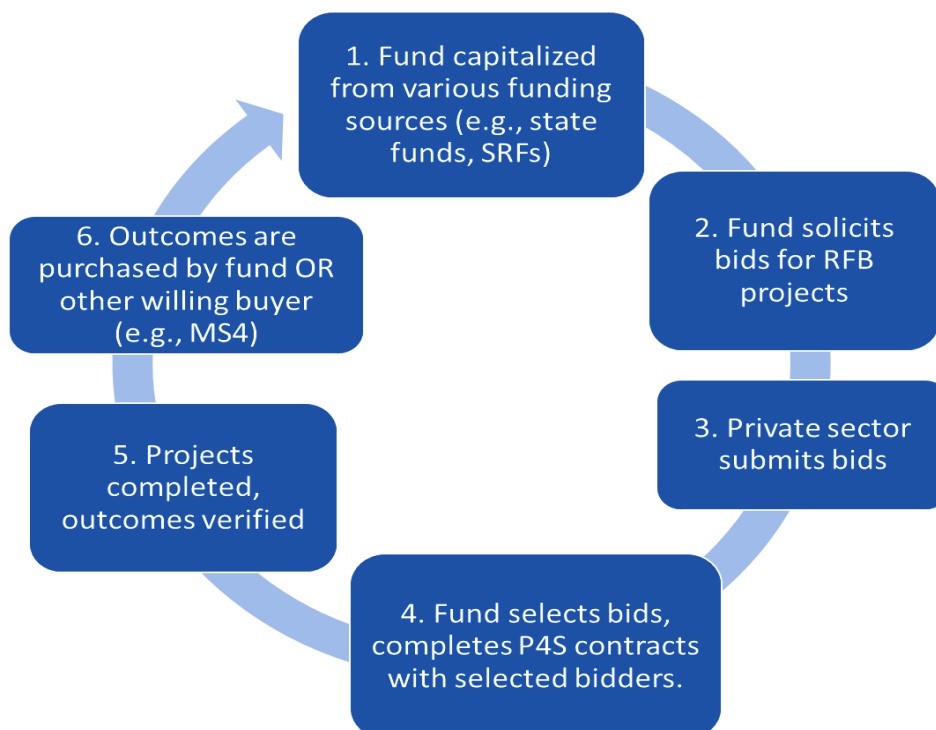 1. Fund capitalized
from various funding
sources (e.g., state
funds, SRFs)
2. Fund solicits
bids for RFB
projects
3. Private sector
submits bids
4. Fund selects bids,
completes P4S contracts
with selected bidders.
5. Projects
completed,
outcomes verified
6. Outcomes are
purchased by fund OR
other willing buyer
(e.g., MS4)